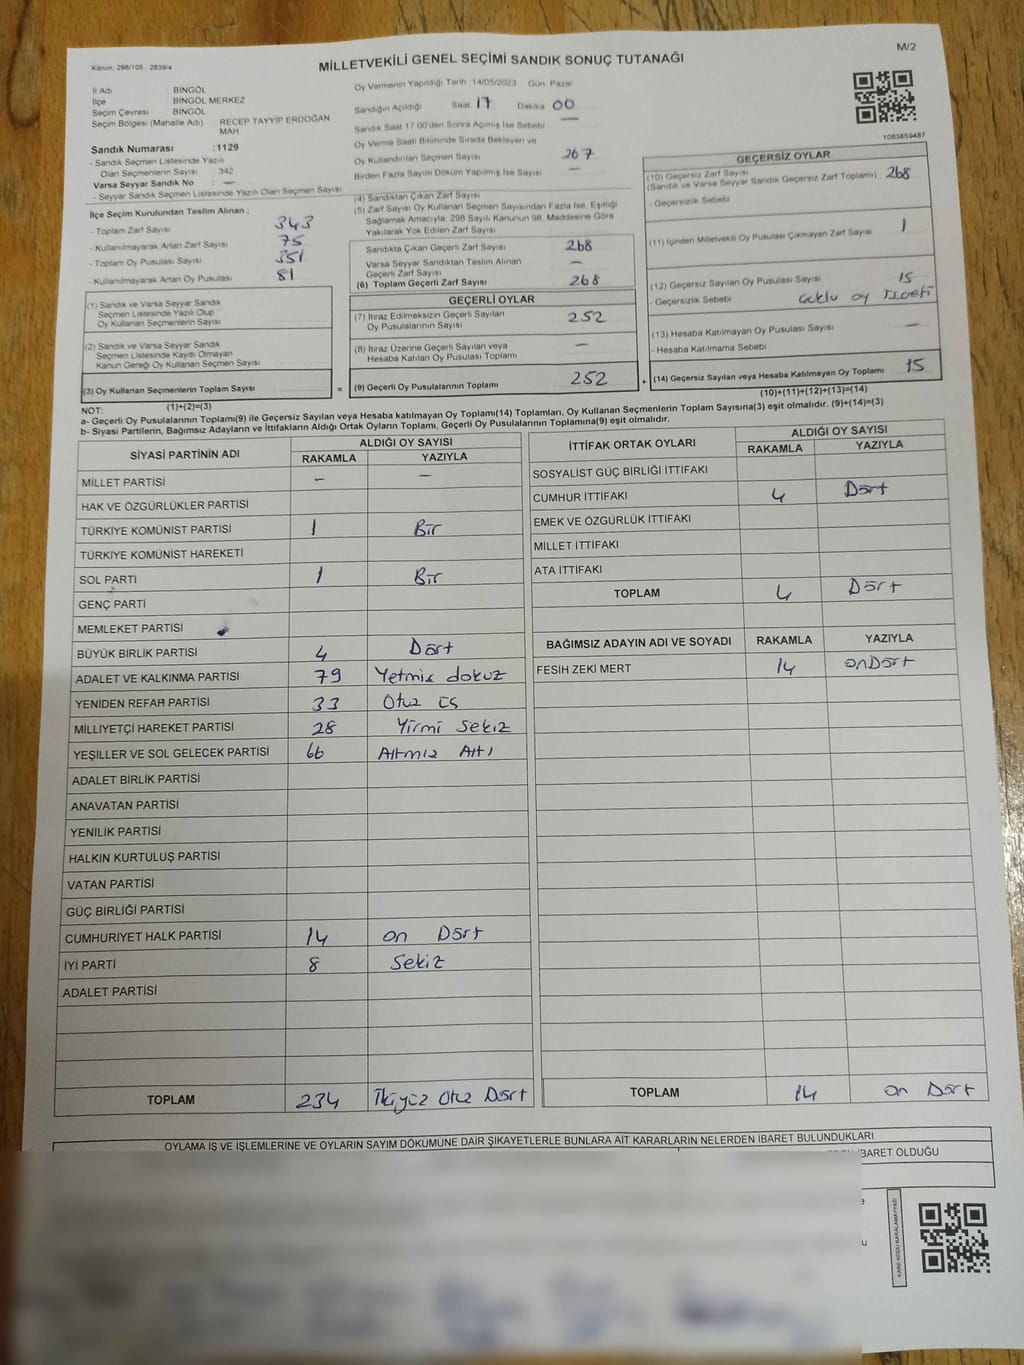 M/2
Kanun: 298/105 . 2839/4
MİLLETVEKİLİ GENEL SEÇİMİ SANDIK SONUÇ TUTANAĞI
İl Adı BİNGÖL
İlçe BİNGÖL MERKEZ
Seçim Çevresi BİNGÖL
Seçim Bölgesi (Mahalle Adı) : RECEP TAYYIP ERDOĞAN MAH
Sandık Numarası :1129
- Sandık Seçmen Listesinde Yazılı
Olan Seçmenlerin Sayısı : 342
Varsa Seyyar Sandık No : —
- Seyyar Sandık Seçmen Listesinde Yazılı Olan Seçmen Sayısı
Oy Vermenin Yapıldığı Tarih 14/05/2023 Gün Pazar
Sandığın Açıldığı Saat 17 Dakika 00
Sandık Saat 17:00'den Sonra Açılmış İse Sebebi —
Oy Verme Saati Bitiminde Sırada Bekleyen ve
Oy Kullandırılan Seçmen Sayısı 267
Birden Fazla Sayım Döküm Yapılmış İse Sayısı —
1083859487
İlçe Seçim Kurulundan Teslim Alınan ;
- Toplam Zarf Sayısı 343
- Kullanılmayarak Artan Zarf Sayısı 75
- Toplam Oy Pusulası Sayısı 351
- Kullanılmayarak Artan Oy Pusulası 81
(1) Sandık ve Varsa Seyyar Sandık
Seçmen Listesinde Yazılı Olup
Oy Kullanan Seçmenlerin Sayısı
(2) Sandık ve Varsa Seyyar Sandık
Seçmen Listesinde Kayıtlı Olmayan
Kanun Gereği Oy Kullanan Seçmen Sayısı
(3) Oy Kullanan Seçmenlerin Toplam Sayısı
(1)+(2)=(3)
=
(4) Sandıktan Çıkan Zarf Sayısı
(5) Zarf Sayısı Oy Kullanan Seçmen Sayısından Fazla İse, Eşitliği
Sağlamak Amacıyla, 298 Sayılı Kanunun 98. Maddesine Göre
Yakılarak Yok Edilen Zarf Sayısı
Sandıkta Çıkan Geçerli Zarf Sayısı 268
Varsa Seyyar Sandıktan Teslim Alınan
Geçerli Zarf Sayısı —
(6) Toplam Geçerli Zarf Sayısı 268
GEÇERLİ OYLAR
(7) İtiraz Edilmeksizin Geçerli Sayılan
Oy Pusulalarının Sayısı 252
(8) İtiraz Üzerine Geçerli Sayılan veya
Hesaba Katılan Oy Pusulası Toplamı —
(9) Geçerli Oy Pusulalarının Toplamı 252
+
GEÇERSİZ OYLAR
(10) Geçersiz Zarf Sayısı 268
(Sandık ve Varsa Seyyar Sandık Geçersiz Zarf Toplamı)
- Geçersizlik Sebebi
(11) İçinden Milletvekili Oy Pusulası Çıkmayan Zarf Sayısı 1
(12) Geçersiz Sayılan Oy Pusulası Sayısı 15
- Geçersizlik Sebebi oy
(13) Hesaba Katılmayan Oy Pusulası Sayısı —
- Hesaba Katılmama Sebebi
(14) Geçersiz Sayılan veya Hesaba Katılmayan Oy Toplamı 15
(10)+(11)+(12)+(13)=(14)
NOT:
a- Geçerli Oy Pusulalarının Toplamı(9) ile Geçersiz Sayılan veya Hesaba katılmayan Oy Toplamı(14) Toplamları, Oy Kullanan Seçmenlerin Toplam Sayısına(3) eşit olmalıdır. (9)+(14)=(3)
b- Siyasi Partilerin, Bağımsız Adayların ve İttifakların Aldığı Ortak Oyların Toplamı, Geçerli Oy Pusulalarının Toplamına(9) eşit olmalıdır.
SİYASİ PARTİNİN ADI ALDIĞI OY SAYISI
RAKAMLA YAZIYLA
MİLLET PARTİSİ — —
HAK VE ÖZGÜRLÜKLER PARTİSİ
TÜRKİYE KOMÜNİST PARTİSİ 1 Bir
TÜRKİYE KOMÜNİST HAREKETİ
SOL PARTİ 1 Bir
GENÇ PARTİ
MEMLEKET PARTİSİ
BÜYÜK BİRLİK PARTİSİ 4 Dört
ADALET VE KALKINMA PARTİSİ 79 Yetmiş dokuz
YENİDEN REFAH PARTİSİ 33 Otuz üç
MİLLİYETÇİ HAREKET PARTİSİ 28 Yirmi Sekiz
YEŞİLLER VE SOL GELECEK PARTİSİ 66 Altmış Altı
ADALET BİRLİK PARTİSİ
ANAVATAN PARTİSİ
YENİLİK PARTİSİ
HALKIN KURTULUŞ PARTİSİ
VATAN PARTİSİ
GÜÇ BİRLİĞİ PARTİSİ
CUMHURİYET HALK PARTİSİ 14 on Dört
İYİ PARTİ 8 Sekiz
ADALET PARTİSİ
TOPLAM 234 İkiyüz Otuz Dört
İTTİFAK ORTAK OYLARI ALDIĞI OY SAYISI
RAKAMLA YAZIYLA
SOSYALİST GÜÇ BİRLİĞİ İTTİFAKI
CUMHUR İTTİFAKI 4 Dört
EMEK VE ÖZGÜRLÜK İTTİFAKI
MİLLET İTTİFAKI
ATA İTTİFAKI
TOPLAM 4 Dört
BAĞIMSIZ ADAYIN ADI VE SOYADI RAKAMLA YAZIYLA
FESİH ZEKİ MERT 14 onDört
TOPLAM 14 on Dört
OYLAMA İŞ VE İŞLEMLERİNE VE OYLARIN SAYIM DÖKÜMÜNE DAİR ŞİKAYETLERLE BUNLARA AİT KARARLARIN NELERDEN İBARET BULUNDUKLARI
İBARET OLDUĞU